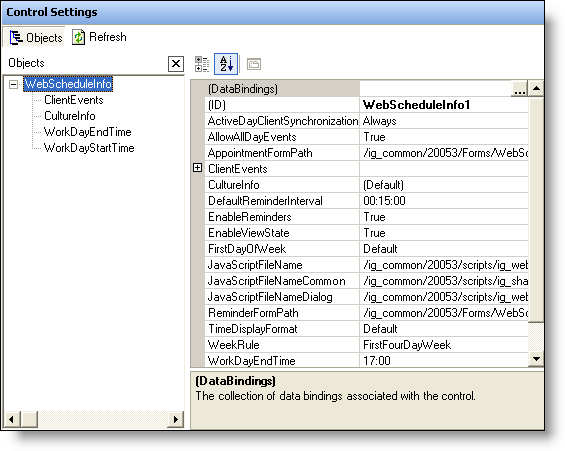 Control Settings
Objects Refresh
Objects
WebScheduleInfo
ClientEvents
CultureInfo
WorkDayEndTime
WorkDayStartTime
(DataBindings) ...
(ID) WebScheduleInfo1
ActiveDayClientSynchronization Always
AllowAllDayEvents True
AppointmentFormPath /ig_common/20053/Forms/WebSc
ClientEvents
CultureInfo (Default)
DefaultReminderInterval 00:15:00
EnableReminders True
EnableViewState True
FirstDayOfWeek Default
JavaScriptFileName /ig_common/20053/scripts/ig_web
JavaScriptFileNameCommon /ig_common/20053/scripts/ig_sha
JavaScriptFileNameDialog /ig_common/20053/scripts/ig_web
ReminderFormPath /ig_common/20053/Forms/WebSc
TimeDisplayFormat Default
WeekRule FirstFourDayWeek
WorkDayEndTime 17:00
(DataBindings)
The collection of data bindings associated with the control.